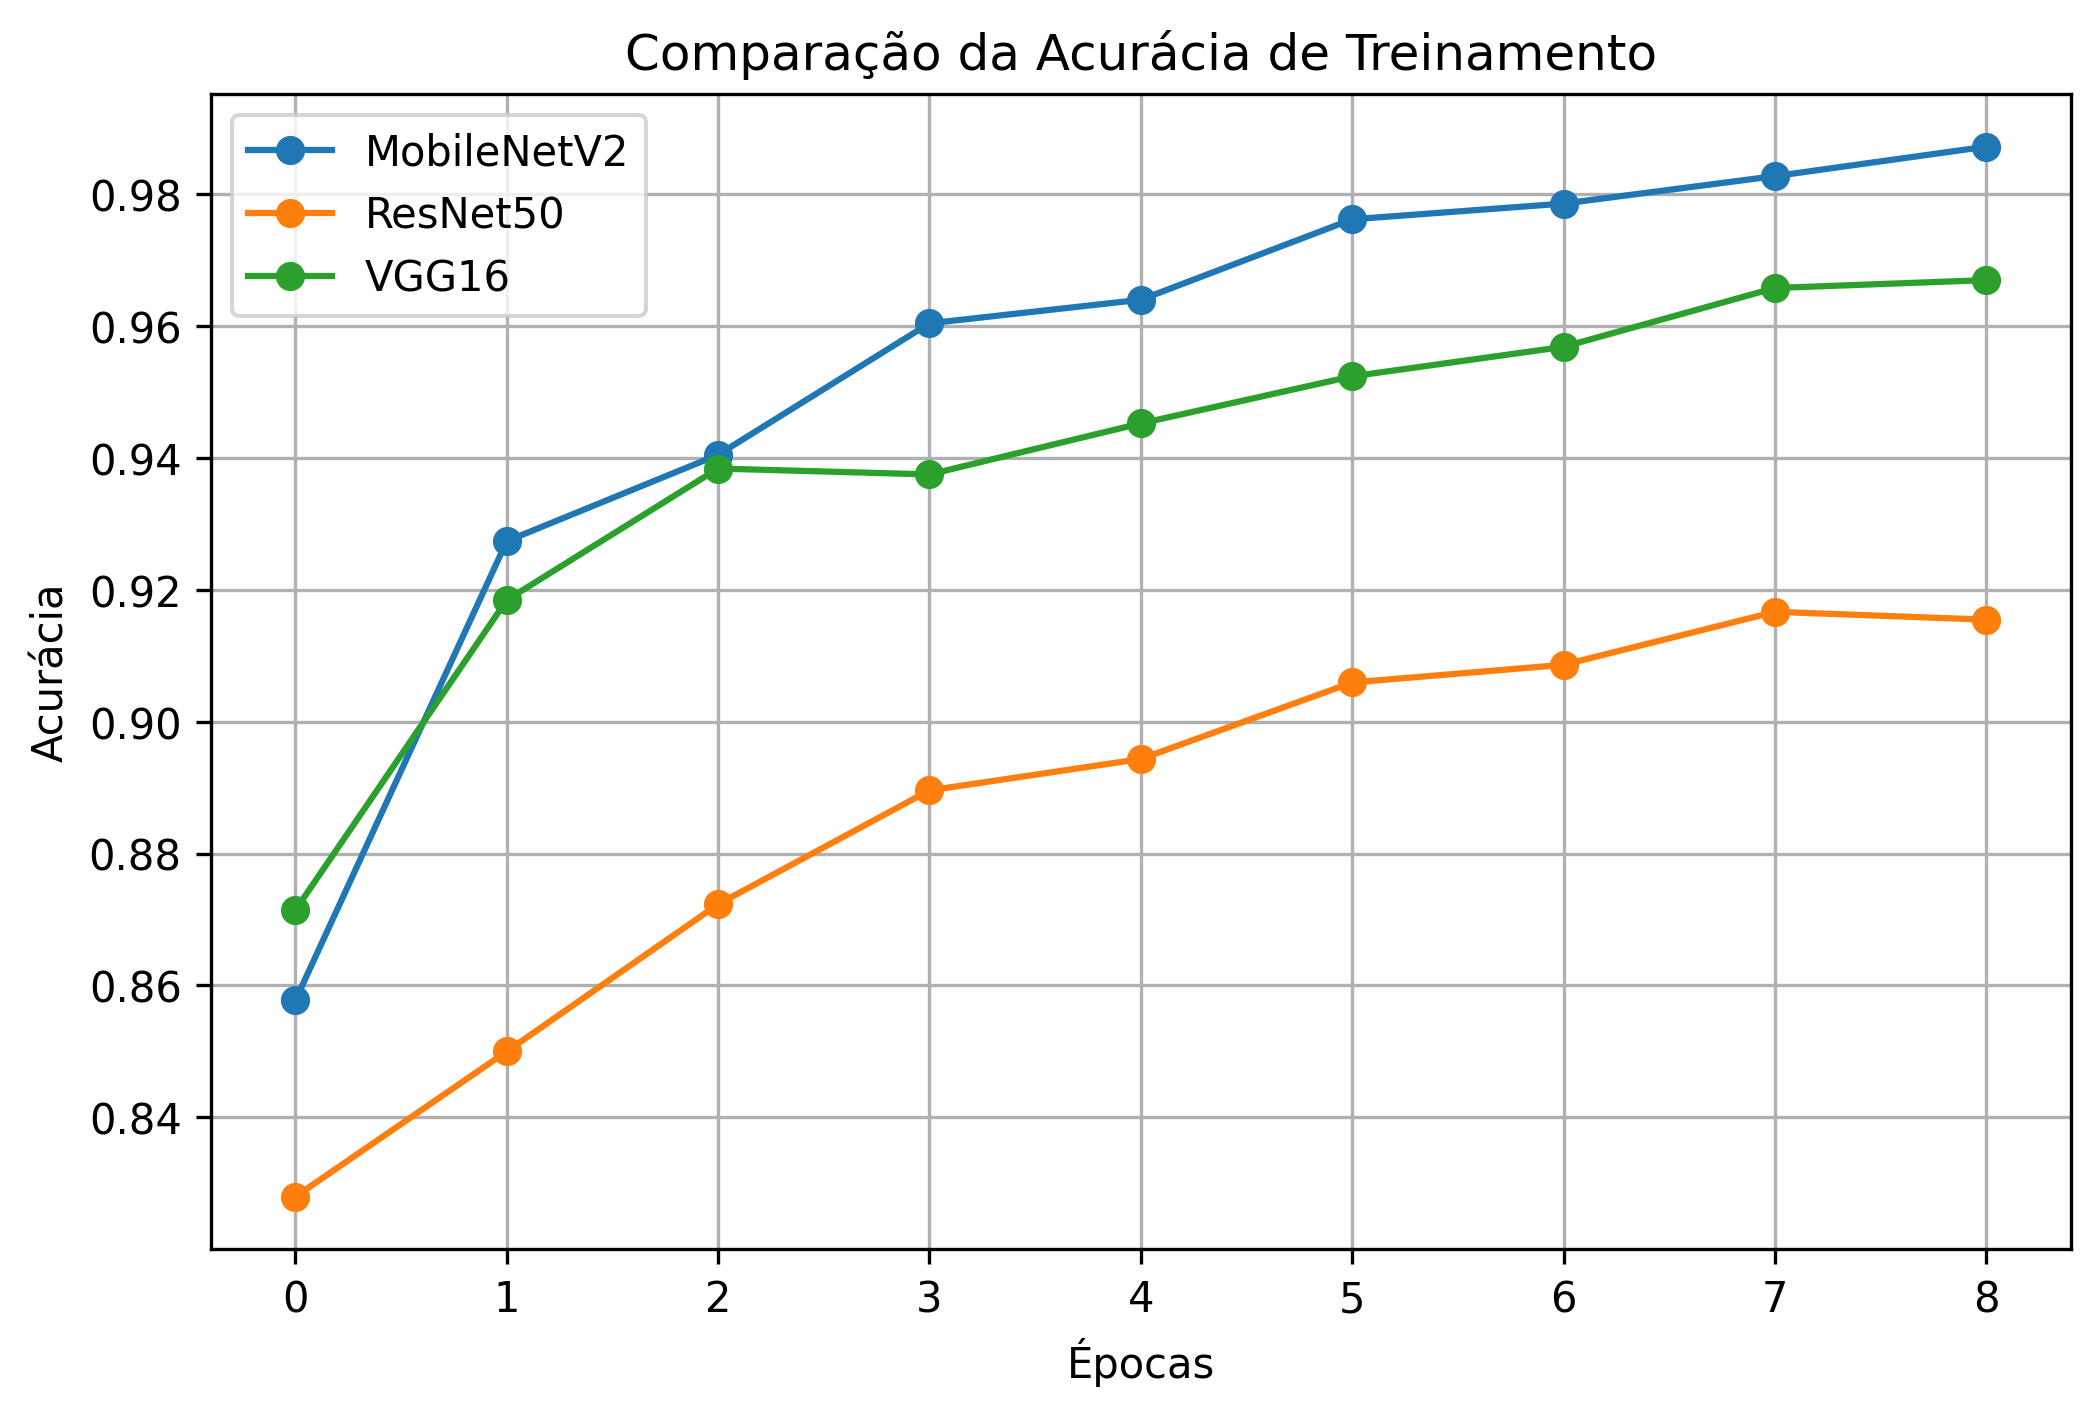 Comparação da Acurácia de Treinamento
MobileNetV2
ResNet50
VGG16
Acurácia
0.98
0.96
0.94
0.92
0.90
0.88
0.86
0.84
0 1 2 3 4 5 6 7 8
Épocas